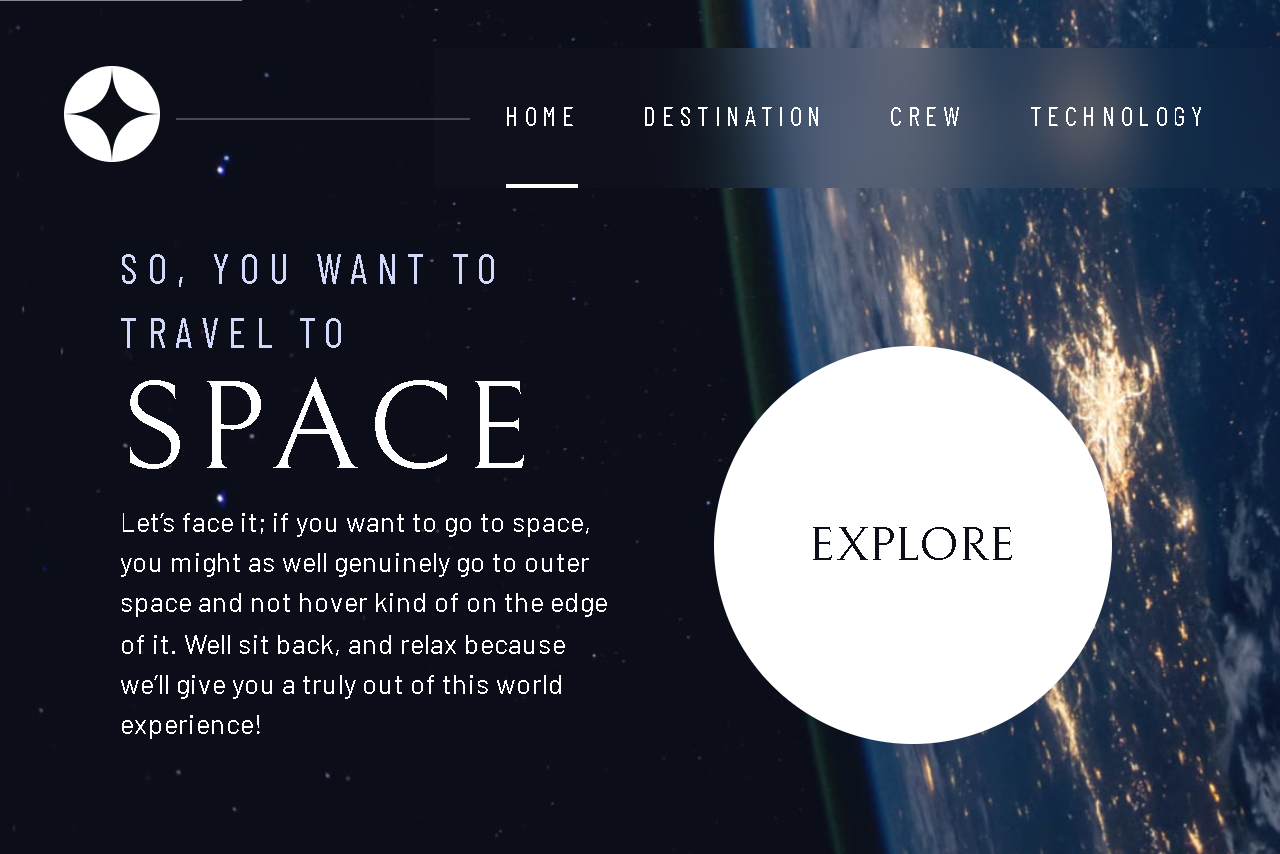 HOME DESTINATION CREW TECHNOLOGY
SO, YOU WANT TO
TRAVEL TO
SPACE
Let’s face it; if you want to go to space,
you might as well genuinely go to outer
space and not hover kind of on the edge
of it. Well sit back, and relax because
we’ll give you a truly out of this world
experience!
EXPLORE